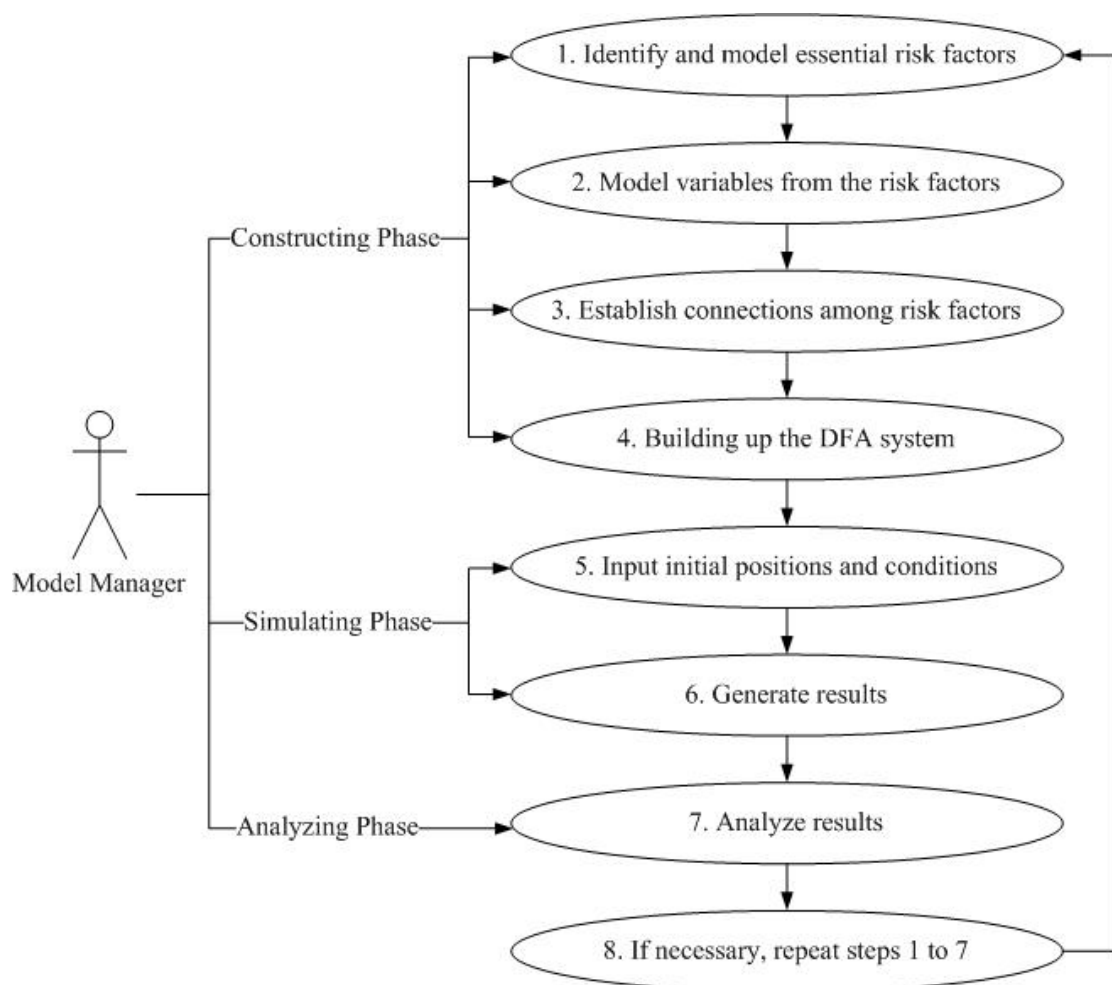 1. Identify and model essential risk factors
2. Model variables from the risk factors
Constructing Phase
3. Establish connections among risk factors
4. Building up the DFA system
Model Manager
5. Input initial positions and conditions
Simulating Phase
6. Generate results
Analyzing Phase
7. Analyze results
8. If necessary, repeat steps 1 to 7